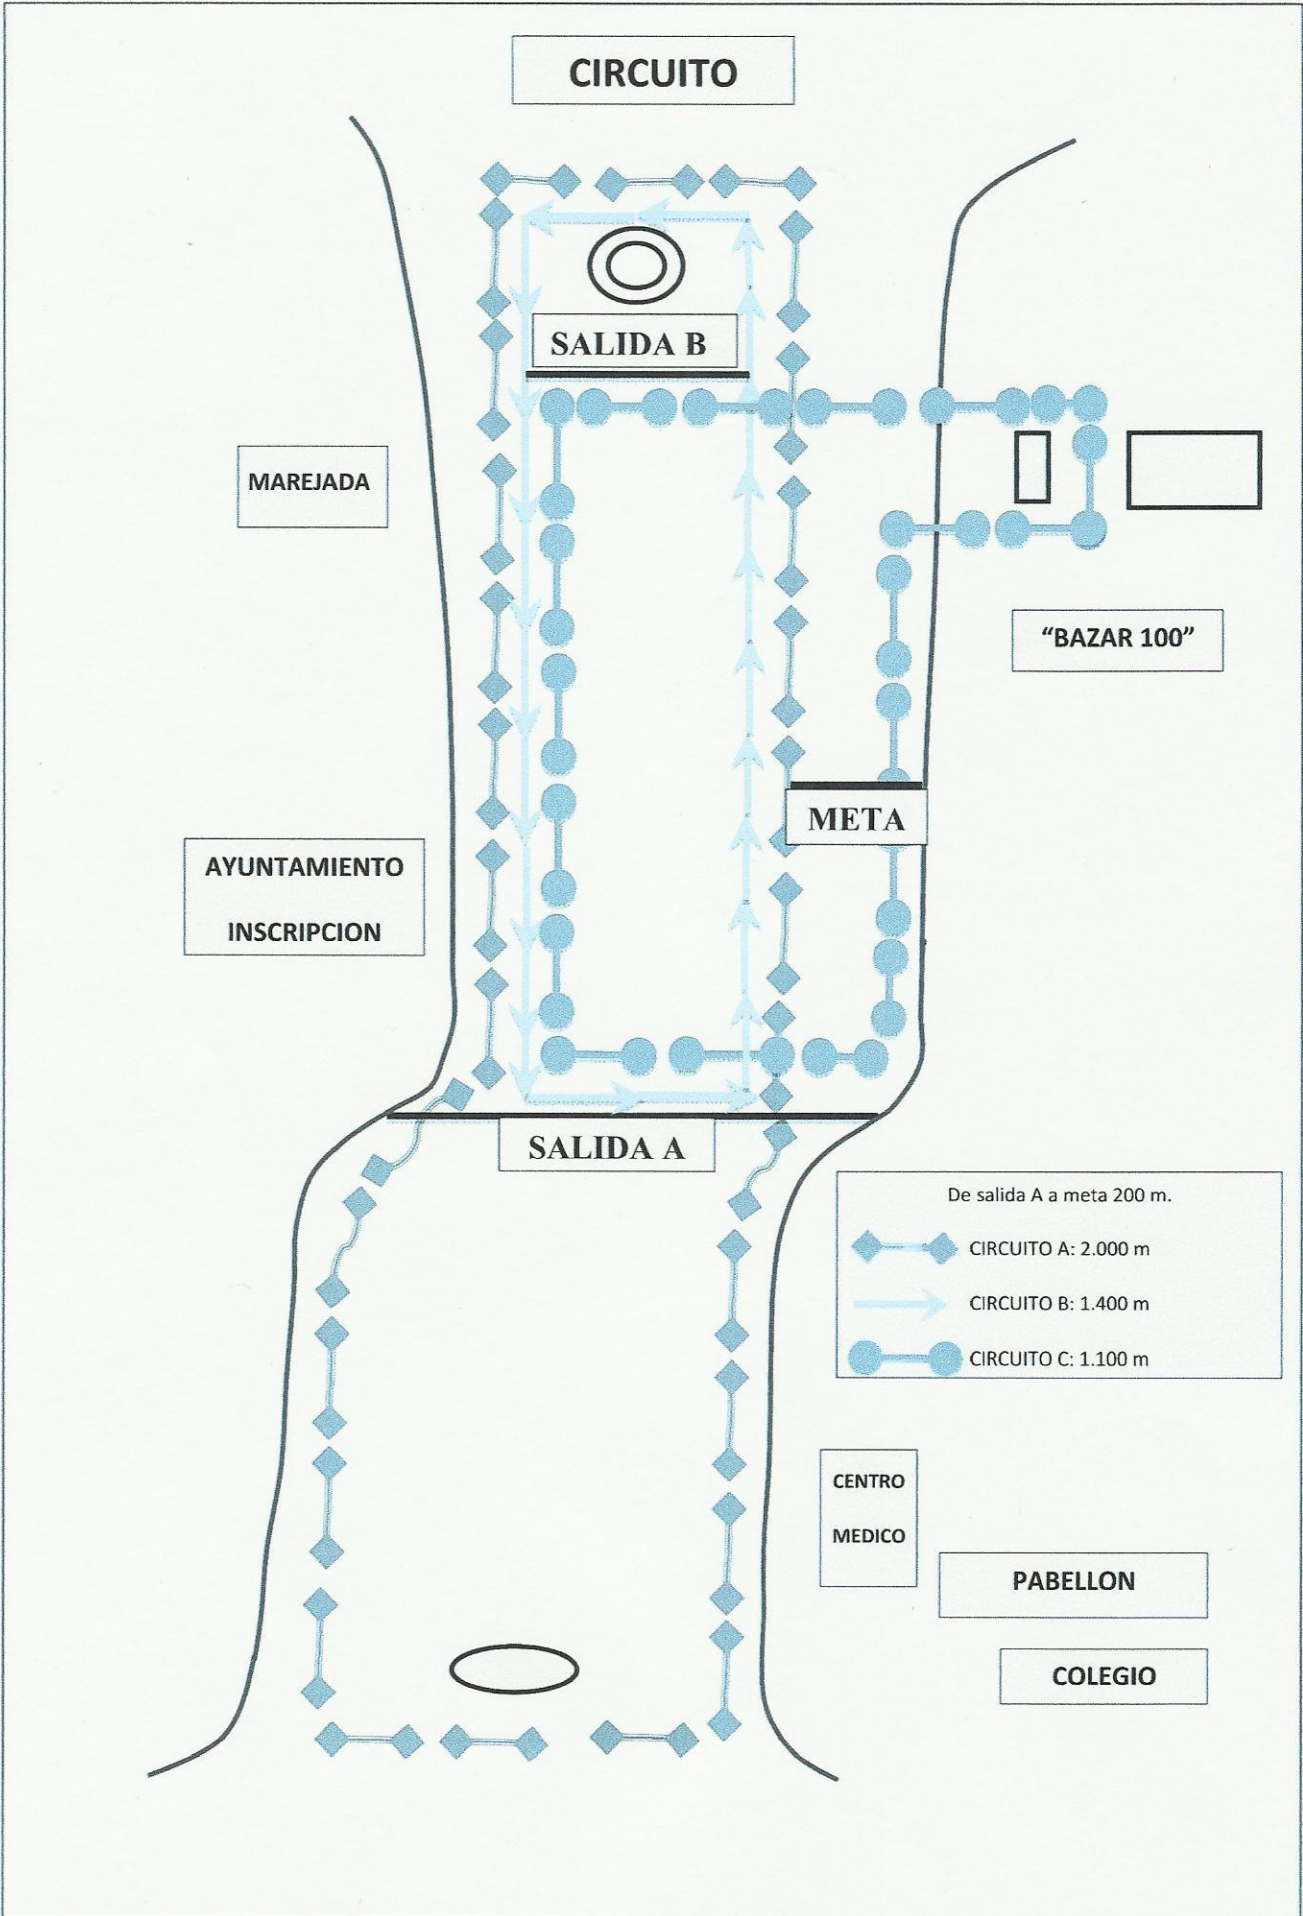 CIRCUITO
SALIDA B
MAREJADA
“BAZAR 100”
META
AYUNTAMIENTO
INSCRIPCION
SALIDA A
De salida A a meta 200 m.
CIRCUITO A: 2.000 m
CIRCUITO B: 1.400 m
CIRCUITO C: 1.100 m
CENTRO
MEDICO
PABELLON
COLEGIO